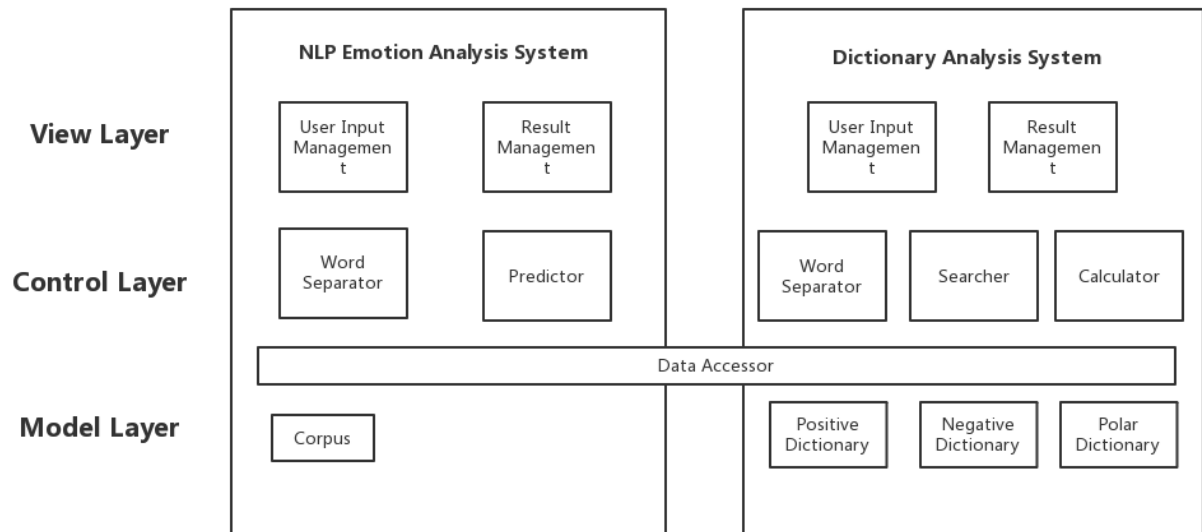 NLP Emotion Analysis System
Dictionary Analysis System
View Layer
User Input
Managemen
t
Result
Managemen
t
User Input
Managemen
t
Result
Managemen
t
Control Layer
Word
Separator
Predictor
Word
Separator
Searcher
Calculator
Data Accessor
Model Layer
Corpus
Positive
Dictionary
Negative
Dictionary
Polar
Dictionary